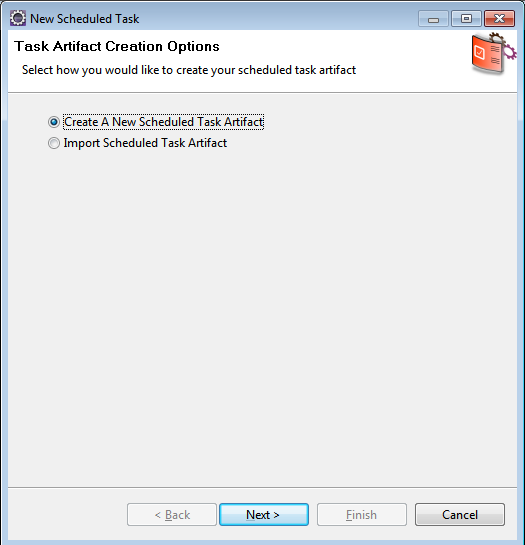 New Scheduled Task
Task Artifact Creation Options
Select how you would like to create your scheduled task artifact
Create A New Scheduled Task Artifact
Import Scheduled Task Artifact
< Back
Next >
Finish
Cancel